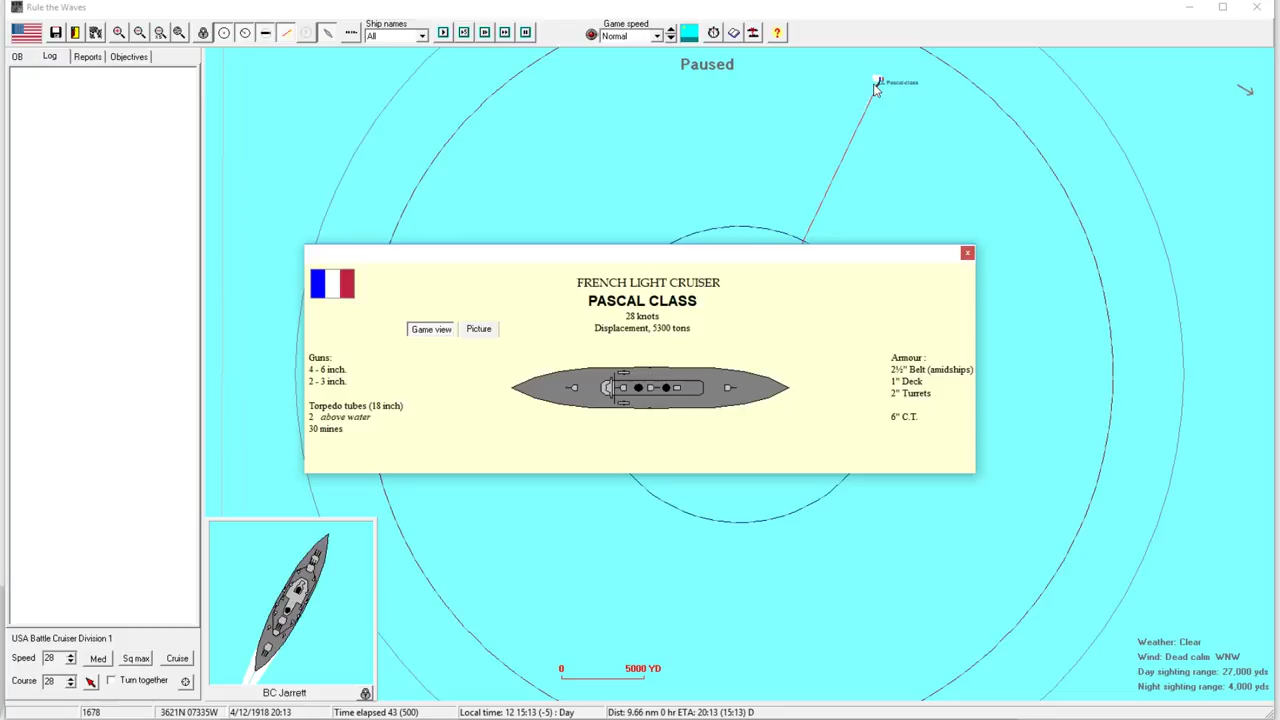 Rule the Waves
Ship names
All
Game speed
Normal
?
OB
Log
Reports
Objectives
Paused
Pascal-class
x
FRENCH LIGHT CRUISER
PASCAL CLASS
28 knots
Displacement, 5300 tons
Game view
Picture
Guns:
4 - 6 inch.
2 - 3 inch.
Torpedo tubes (18 inch)
2 above water
30 mines
Armour :
2½" Belt (amidships)
1" Deck
2" Turrets
6" C.T.
USA Battle Cruiser Division 1
Speed 28 Med Sq max Cruise
Course 28 Turn together
BC Jarrett
0 5000 YD
Weather: Clear
Wind: Dead calm WNW
Day sighting range: 27,000 yds
Night sighting range: 4,000 yds
1678 3621N 07335W 4/12/1918 20:13 Time elapsed 43 (500) Local time: 12 15:13 (-5) : Day Dist: 9.66 nm 0 hr ETA: 20:13 (15:13) D